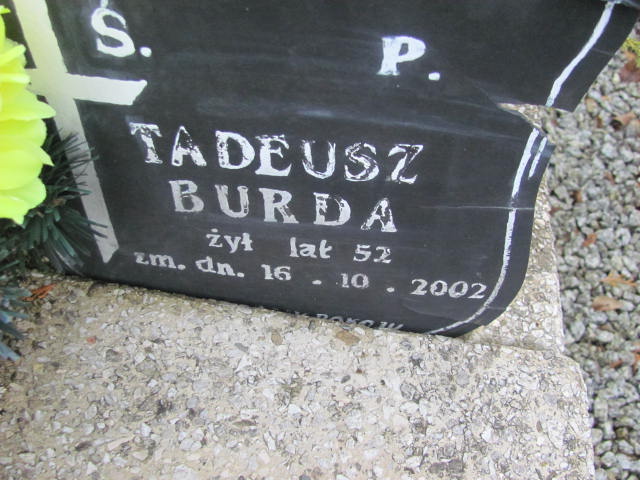 Ś. P.
TADEUSZ
BURDA
żył lat 52
zm. dn. 16 . 10 . 2002